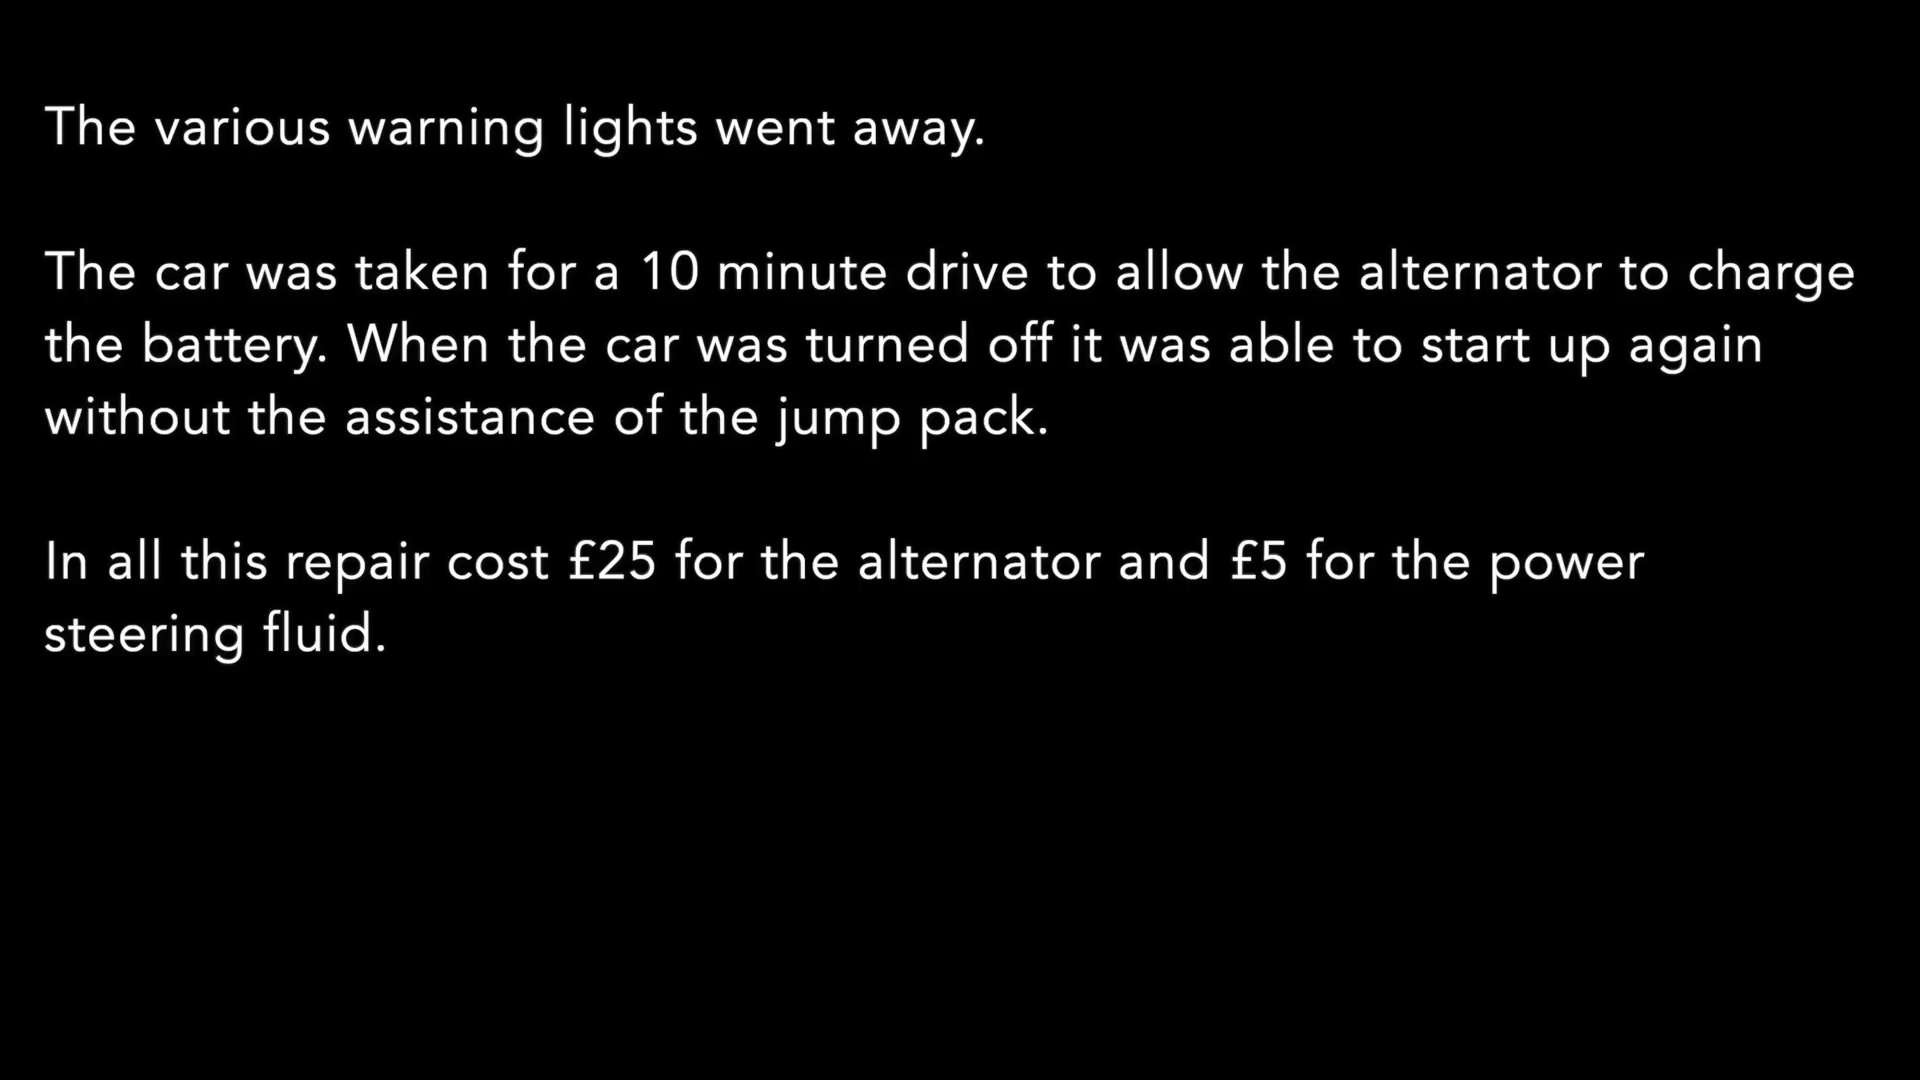 The various warning lights went away.
The car was taken for a 10 minute drive to allow the alternator to charge
the battery. When the car was turned off it was able to start up again
without the assistance of the jump pack.
In all this repair cost £25 for the alternator and £5 for the power
steering fluid.